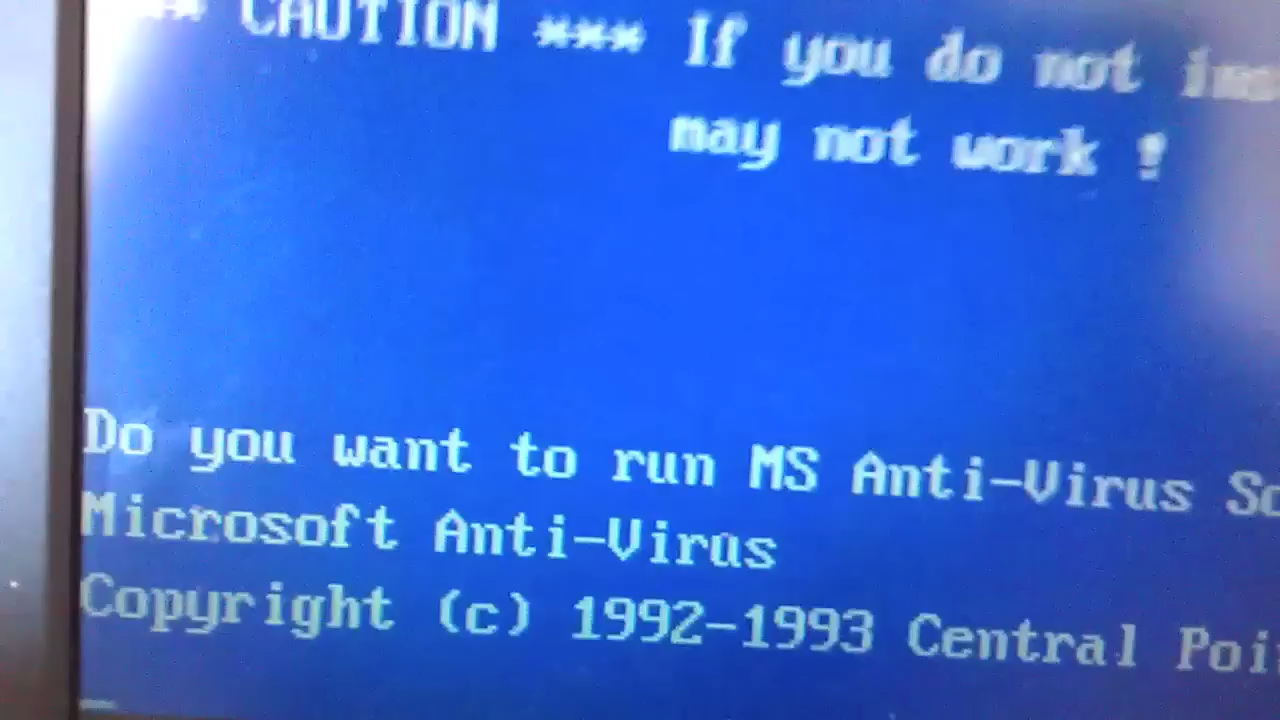 CAUTION *** If you do not
may not work !
Do you want to run MS Anti-Virus
Microsoft Anti-Virus
Copyright (c) 1992-1993 Central